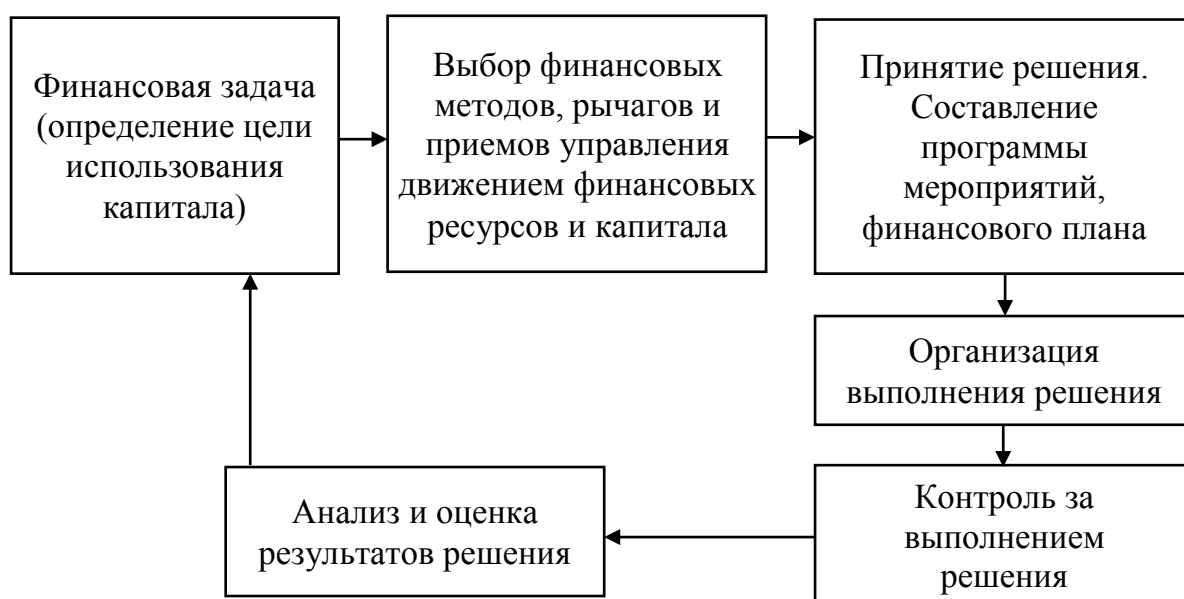 Финансовая задача
(определение цели
использования
капитала)
Выбор финансовых
методов, рычагов и
приемов управления
движением финансовых
ресурсов и капитала
Принятие решения.
Составление
программы
мероприятий,
финансового плана
Организация
выполнения решения
Контроль за
выполнением
решения
Анализ и оценка
результатов решения